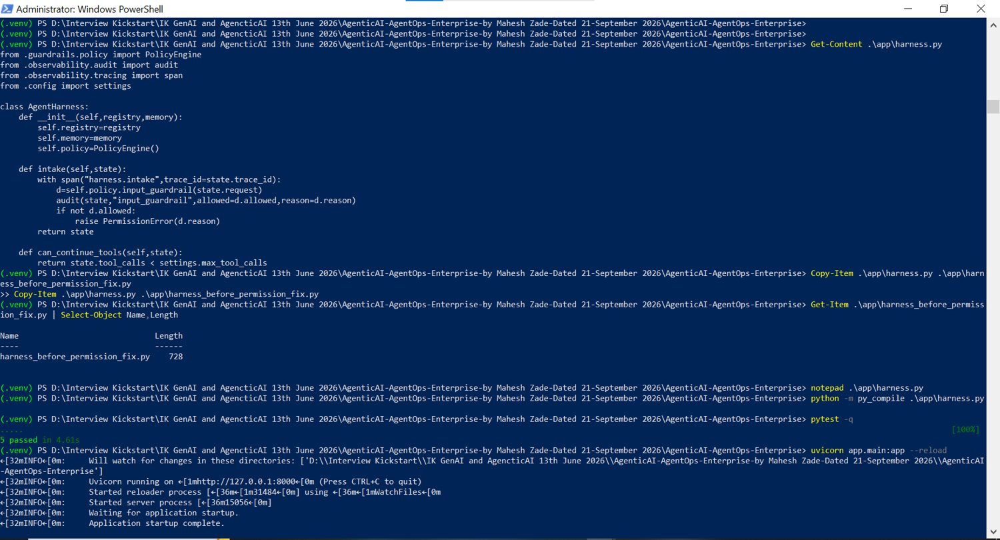 Administrator: Windows PowerShell
(.venv) PS D:\Interview Kickstart\IK GenAI and AgencticAI 13th June 2026\AgenticAI-AgentOps-Enterprise-by Mahesh Zade-Dated 21-September 2026\AgenticAI-AgentOps-Enterprise>
(.venv) PS D:\Interview Kickstart\IK GenAI and AgencticAI 13th June 2026\AgenticAI-AgentOps-Enterprise-by Mahesh Zade-Dated 21-September 2026\AgenticAI-AgentOps-Enterprise>
(.venv) PS D:\Interview Kickstart\IK GenAI and AgencticAI 13th June 2026\AgenticAI-AgentOps-Enterprise-by Mahesh Zade-Dated 21-September 2026\AgenticAI-AgentOps-Enterprise> Get-Content .\app\harness.py
from .guardrails.policy import PolicyEngine
from .observability.audit import audit
from .observability.tracing import span
from .config import settings

class AgentHarness:
    def __init__(self,registry,memory):
        self.registry=registry
        self.memory=memory
        self.policy=PolicyEngine()

    def intake(self,state):
        with span("harness.intake",trace_id=state.trace_id):
            d=self.policy.input_guardrail(state.request)
            audit(state,"input_guardrail",allowed=d.allowed,reason=d.reason)
            if not d.allowed:
                raise PermissionError(d.reason)
        return state

    def can_continue_tools(self,state):
        return state.tool_calls < settings.max_tool_calls
(.venv) PS D:\Interview Kickstart\IK GenAI and AgencticAI 13th June 2026\AgenticAI-AgentOps-Enterprise-by Mahesh Zade-Dated 21-September 2026\AgenticAI-AgentOps-Enterprise> Copy-Item .\app\harness.py .\app\harn
ess_before_permission_fix.py
>> Copy-Item .\app\harness.py .\app\harness_before_permission_fix.py
(.venv) PS D:\Interview Kickstart\IK GenAI and AgencticAI 13th June 2026\AgenticAI-AgentOps-Enterprise-by Mahesh Zade-Dated 21-September 2026\AgenticAI-AgentOps-Enterprise> Get-Item .\app\harness_before_permiss
ion_fix.py | Select-Object Name,Length

Name                             Length
----                             ------
harness_before_permission_fix.py    728

(.venv) PS D:\Interview Kickstart\IK GenAI and AgencticAI 13th June 2026\AgenticAI-AgentOps-Enterprise-by Mahesh Zade-Dated 21-September 2026\AgenticAI-AgentOps-Enterprise> notepad .\app\harness.py
(.venv) PS D:\Interview Kickstart\IK GenAI and AgencticAI 13th June 2026\AgenticAI-AgentOps-Enterprise-by Mahesh Zade-Dated 21-September 2026\AgenticAI-AgentOps-Enterprise> python -m py_compile .\app\harness.py

(.venv) PS D:\Interview Kickstart\IK GenAI and AgencticAI 13th June 2026\AgenticAI-AgentOps-Enterprise-by Mahesh Zade-Dated 21-September 2026\AgenticAI-AgentOps-Enterprise> pytest -q
..... [100%]
5 passed in 4.61s
(.venv) PS D:\Interview Kickstart\IK GenAI and AgencticAI 13th June 2026\AgenticAI-AgentOps-Enterprise-by Mahesh Zade-Dated 21-September 2026\AgenticAI-AgentOps-Enterprise> uvicorn app.main:app --reload
←[32mINFO←[0m:     Will watch for changes in these directories: ['D:\\Interview Kickstart\\IK GenAI and AgencticAI 13th June 2026\\AgenticAI-AgentOps-Enterprise-by Mahesh Zade-Dated 21-September 2026\\AgenticAI
-AgentOps-Enterprise']
←[32mINFO←[0m:     Uvicorn running on ←[1mhttp://127.0.0.1:8000←[0m (Press CTRL+C to quit)
←[32mINFO←[0m:     Started reloader process [←[36m←[1m31484←[0m] using ←[36m←[1mWatchFiles←[0m
←[32mINFO←[0m:     Started server process [←[36m15056←[0m]
←[32mINFO←[0m:     Waiting for application startup.
←[32mINFO←[0m:     Application startup complete.